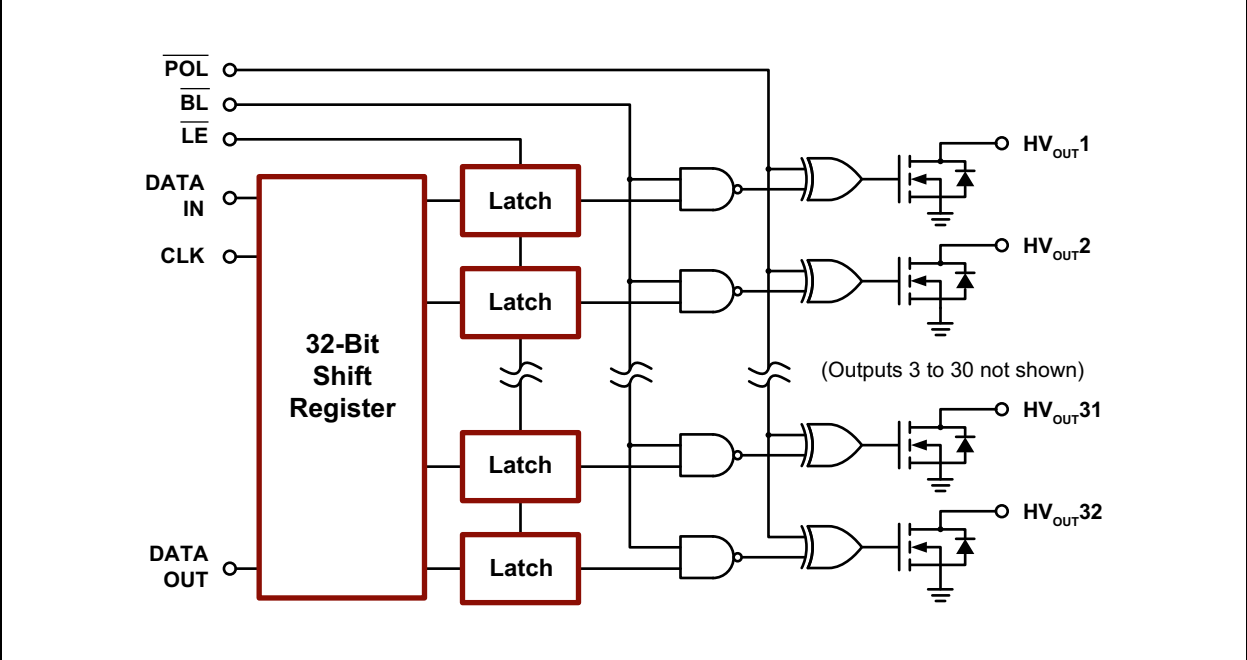 POL
BL
LE
DATA
IN
CLK
32-Bit
Shift
Register
DATA
OUT
Latch
Latch
Latch
Latch
HVOUT1
HVOUT2
(Outputs 3 to 30 not shown)
HVOUT31
HVOUT32